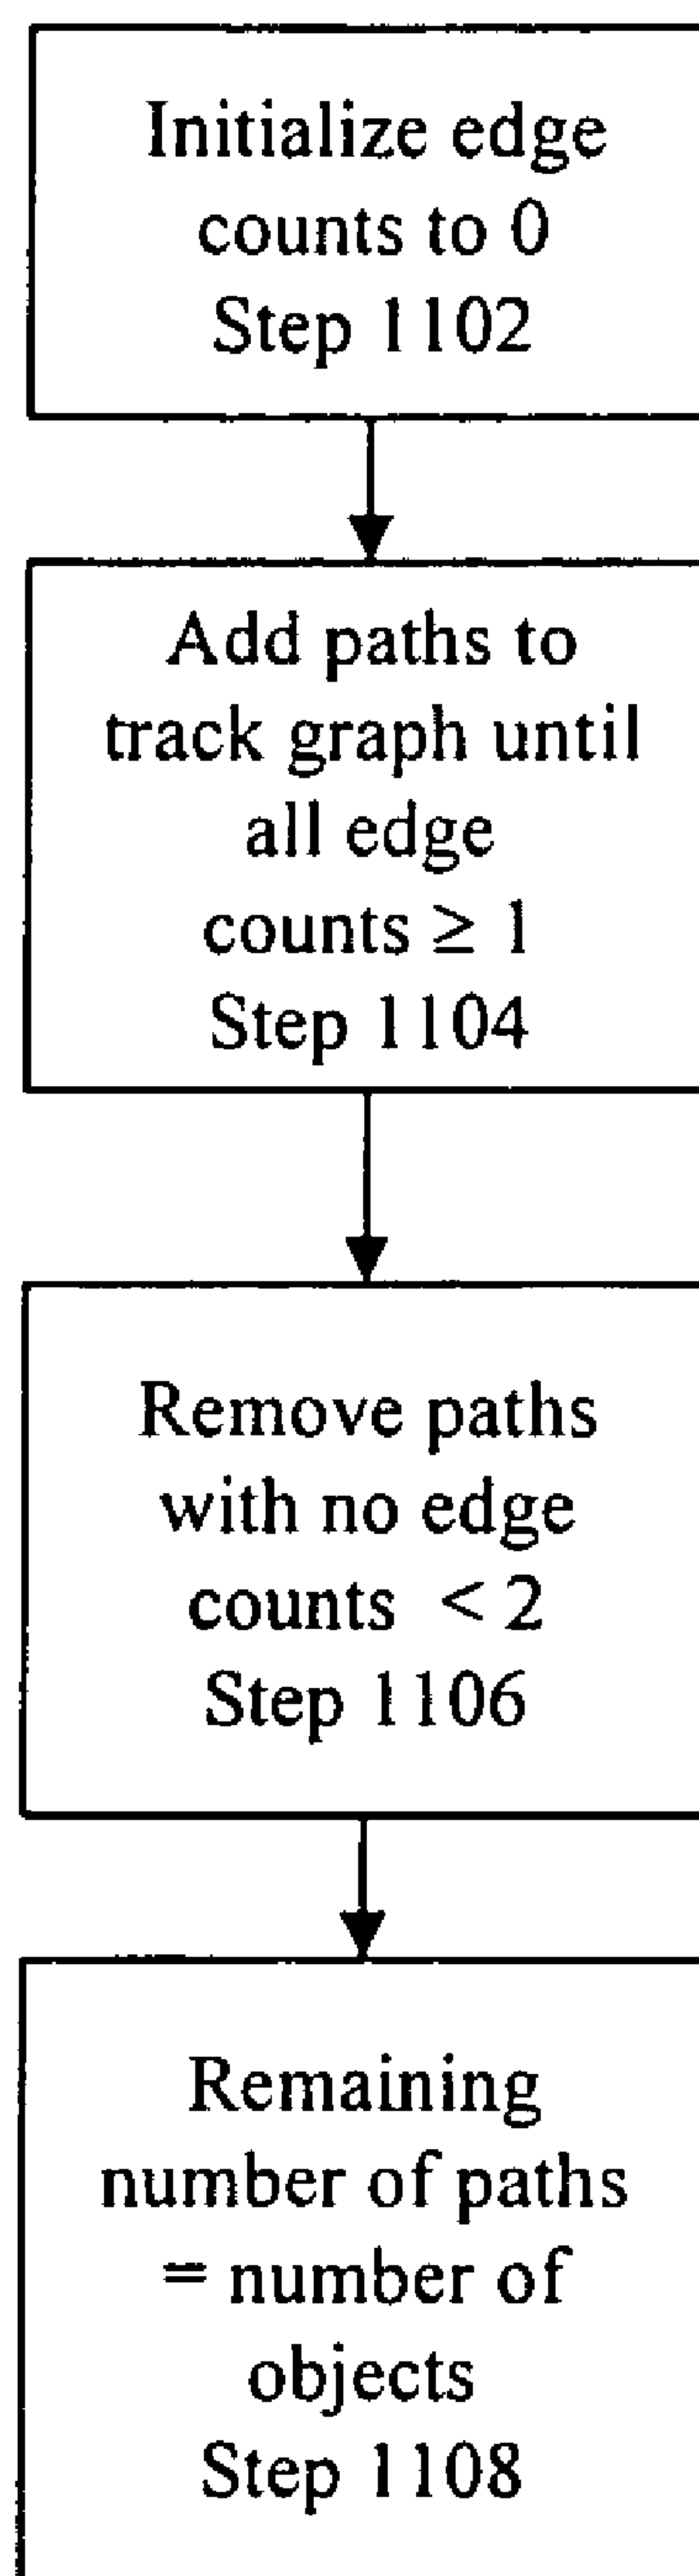 Initialize edge
counts to 0
Step 1102
Add paths to
track graph until
all edge
counts ≥ 1
Step 1104
Remove paths
with no edge
counts < 2
Step 1106
Remaining
number of paths
= number of
objects
Step 1108